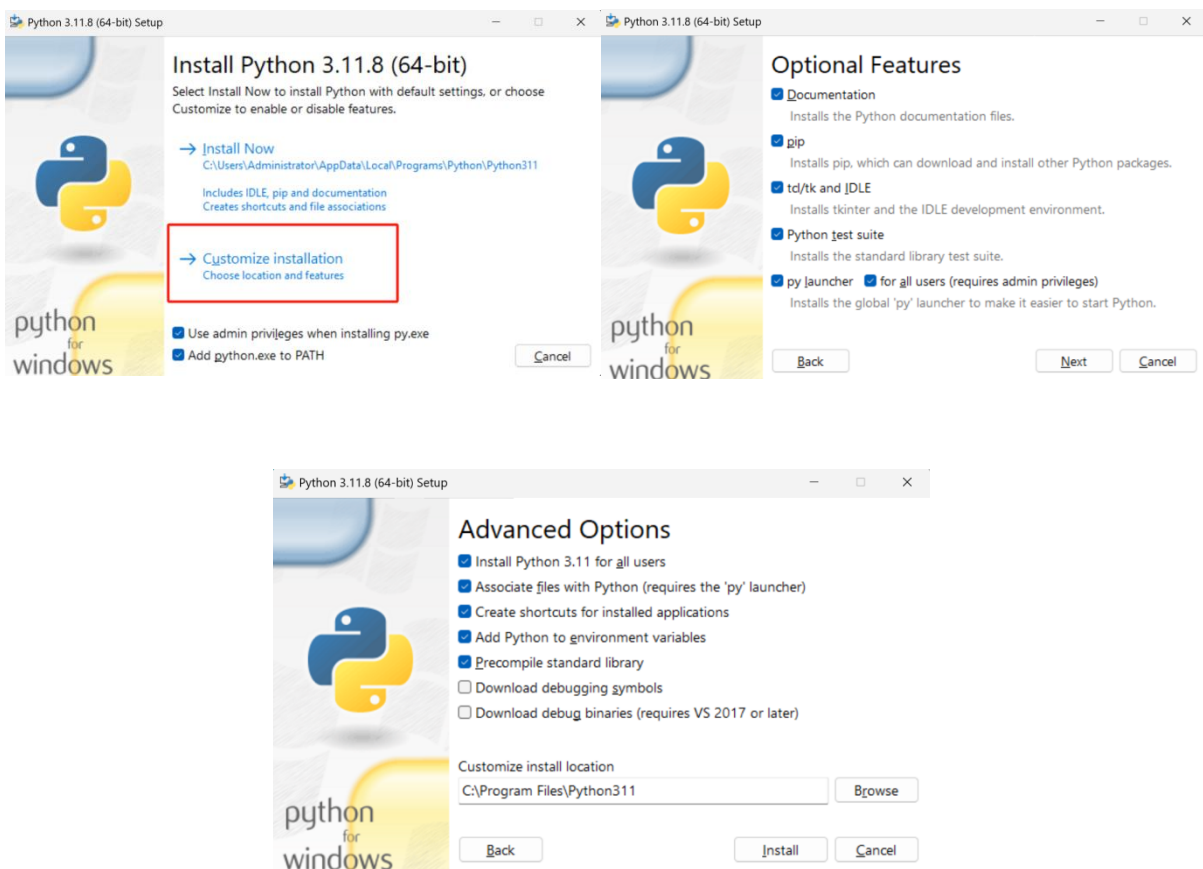 Python 3.11.8 (64-bit) Setup
Install Python 3.11.8 (64-bit)
Select Install Now to install Python with default settings, or choose
Customize to enable or disable features.
Install Now
C:\Users\Administrator\AppData\Local\Programs\Python\Python311
Includes IDLE, pip and documentation
Creates shortcuts and file associations
Customize installation
Choose location and features
Use admin privileges when installing py.exe
Add python.exe to PATH
Cancel
python
for
windows
Python 3.11.8 (64-bit) Setup
Optional Features
Documentation
Installs the Python documentation files.
pip
Installs pip, which can download and install other Python packages.
td/tk and IDLE
Installs tkinter and the IDLE development environment.
Python test suite
Installs the standard library test suite.
py launcher for all users (requires admin privileges)
Installs the global 'py' launcher to make it easier to start Python.
python
for
windows
Back Next Cancel
Python 3.11.8 (64-bit) Setup
Advanced Options
Install Python 3.11 for all users
Associate files with Python (requires the 'py' launcher)
Create shortcuts for installed applications
Add Python to environment variables
Precompile standard library
Download debugging symbols
Download debug binaries (requires VS 2017 or later)
Customize install location
C:\Program Files\Python311 Browse
python
for
windows
Back Install Cancel